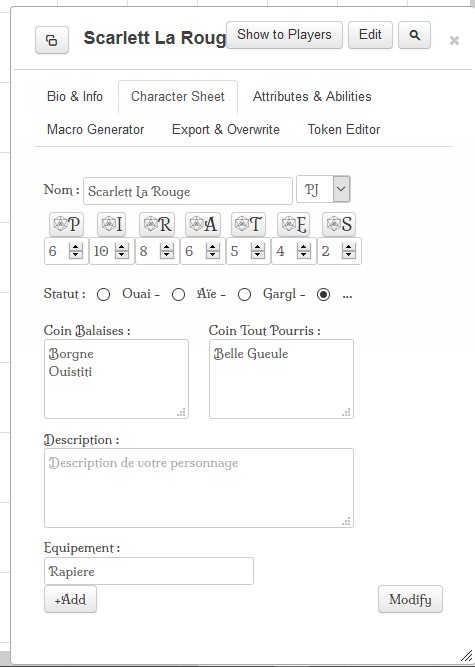 Scarlett La Roug
Show to Players
Edit
Bio & Info
Character Sheet
Attributes & Abilities
Macro Generator
Export & Overwrite
Token Editor
Nom : Scarlett La Rouge PJ
P I R A T E S
6 10 8 6 5 4 2
Statut : Ouai - Aïe - Gargl - ...
Coin Balaises : Coin Tout Pourris :
Borgne Belle Gueule
Ouistiti
Description :
Description de votre personnage
Equipement :
Rapiere
+Add Modify